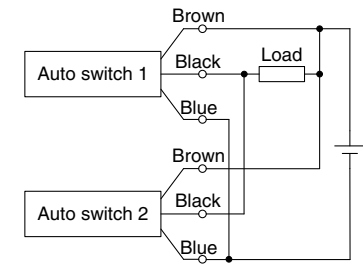 Brown
Auto switch 1
Black
Load
Blue
Brown
Auto switch 2
Black
Blue